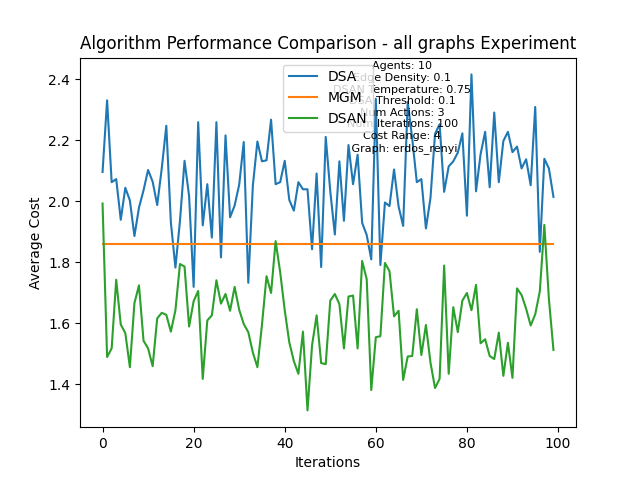 Algorithm Performance Comparison - all graphs Experiment
Agents: 10
Edge Density: 0.1
DSAN Temperature: 0.75
Threshold: 0.1
Num Actions: 3
Iterations: 100
Cost Range: 4
Graph: erdos_renyi
DSA
MGM
DSAN
Average Cost
2.4
2.2
2.0
1.8
1.6
1.4
0
20
40
60
80
100
Iterations